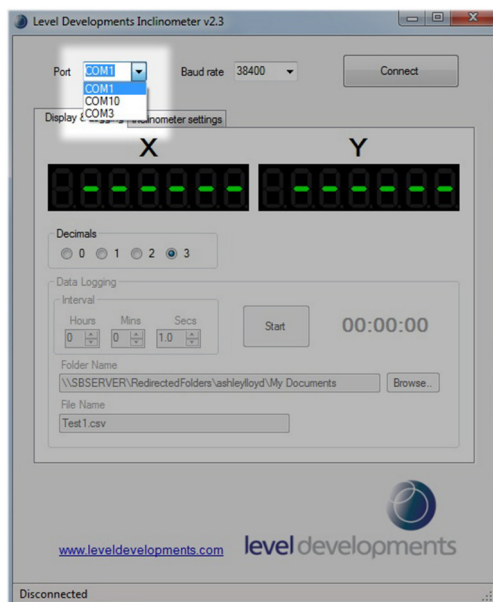 Level Developments Inclinometer v2.3
Port COM1 Baud rate 38400 Connect
COM1
COM10
COM3
Display & Logging Inclinometer settings
X Y
Decimals
0 1 2 3
Data Logging
Interval
Hours Mins Secs
0 0 1.0 Start 00:00:00
Folder Name
\\SBSERVER\RedirectedFolders\ashleylloyd\My Documents Browse..
File Name
Test1.csv
www.leveldevelopments.com leveldevelopments
Disconnected